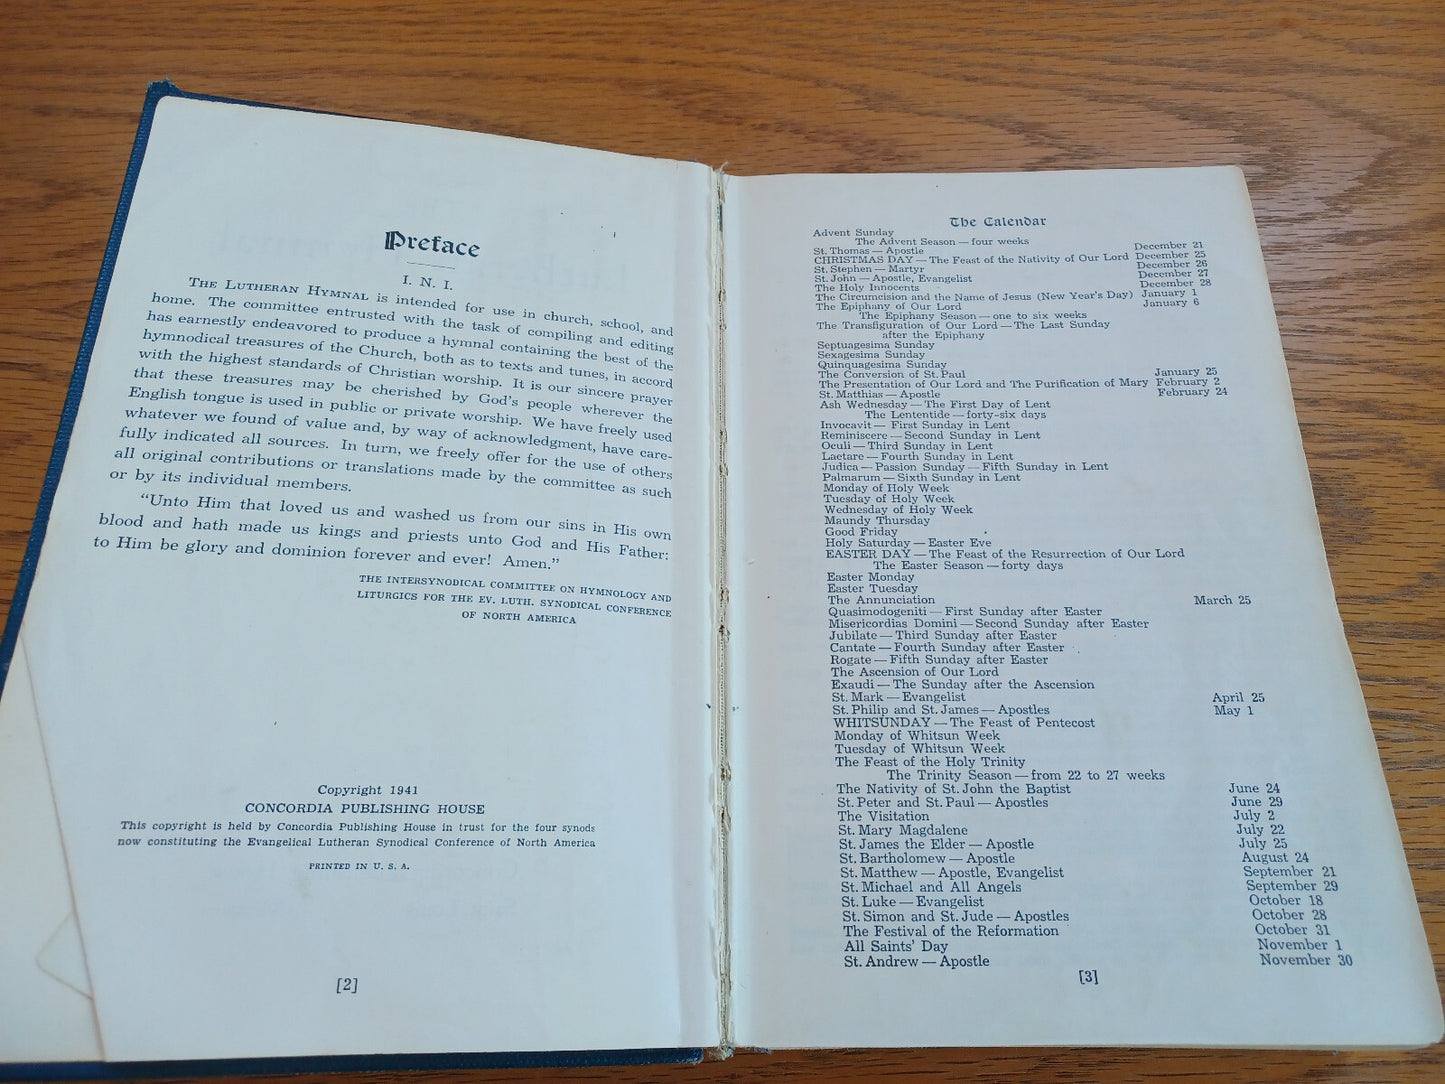 Preface
I. N. I.
THE LUTHERAN HYMNAL is intended for use in church, school, and
home. The committee entrusted with the task of compiling and editing
has earnestly endeavored to produce a hymnal containing the best of the
hymnodical treasures of the Church, both as to texts and tunes, in accord
with the highest standards of Christian worship. It is our sincere prayer
that these treasures may be cherished by God's people wherever the
English tongue is used in public or private worship. We have freely used
whatever we found of value and, by way of acknowledgment, have care-
fully indicated all sources. In turn, we freely offer for the use of others
all original contributions or translations made by the committee as such
or by its individual members.
"Unto Him that loved us and washed us from our sins in His own
blood and hath made us kings and priests unto God and His Father:
to Him be glory and dominion forever and ever! Amen."
THE INTERSYNODICAL COMMITTEE ON HYMNOLOGY AND
LITURGICS FOR THE EV. LUTH. SYNODICAL CONFERENCE
OF NORTH AMERICA
Copyright 1941
CONCORDIA PUBLISHING HOUSE
This copyright is held by Concordia Publishing House in trust for the four synods
now constituting the Evangelical Lutheran Synodical Conference of North America
PRINTED IN U. S. A.
[2]
The Calendar
Advent Sunday
The Advent Season — four weeks
St. Thomas — Apostle December 21
CHRISTMAS DAY — The Feast of the Nativity of Our Lord December 25
St. Stephen — Martyr December 26
St. John — Apostle, Evangelist December 27
The Holy Innocents December 28
The Circumcision and the Name of Jesus (New Year's Day) January 1
The Epiphany of Our Lord January 6
The Epiphany Season — one to six weeks
The Transfiguration of Our Lord — The Last Sunday
after the Epiphany
Septuagesima Sunday
Sexagesima Sunday
Quinquagesima Sunday
The Conversion of St. Paul January 25
The Presentation of Our Lord and The Purification of Mary February 2
St. Matthias — Apostle February 24
Ash Wednesday — The First Day of Lent
The Lententide — forty-six days
Invocavit — First Sunday in Lent
Reminiscere — Second Sunday in Lent
Oculi — Third Sunday in Lent
Laetare — Fourth Sunday in Lent
Judica — Passion Sunday — Fifth Sunday in Lent
Palmarum — Sixth Sunday in Lent
Monday of Holy Week
Tuesday of Holy Week
Wednesday of Holy Week
Maundy Thursday
Good Friday
Holy Saturday — Easter Eve
EASTER DAY — The Feast of the Resurrection of Our Lord
The Easter Season — forty days
Easter Monday
Easter Tuesday
The Annunciation March 25
Quasimodogeniti — First Sunday after Easter
Misericordias Domini — Second Sunday after Easter
Jubilate — Third Sunday after Easter
Cantate — Fourth Sunday after Easter
Rogate — Fifth Sunday after Easter
The Ascension of Our Lord
Exaudi — The Sunday after the Ascension
St. Mark — Evangelist April 25
St. Philip and St. James — Apostles May 1
WHITSUNDAY — The Feast of Pentecost
Monday of Whitsun Week
Tuesday of Whitsun Week
The Feast of the Holy Trinity
The Trinity Season — from 22 to 27 weeks
The Nativity of St. John the Baptist June 24
St. Peter and St. Paul — Apostles June 29
The Visitation July 2
St. Mary Magdalene July 22
St. James the Elder — Apostle July 25
St. Bartholomew — Apostle August 24
St. Matthew — Apostle, Evangelist September 21
St. Michael and All Angels September 29
St. Luke — Evangelist October 18
St. Simon and St. Jude — Apostles October 28
The Festival of the Reformation October 31
All Saints' Day November 1
St. Andrew — Apostle November 30
[3]